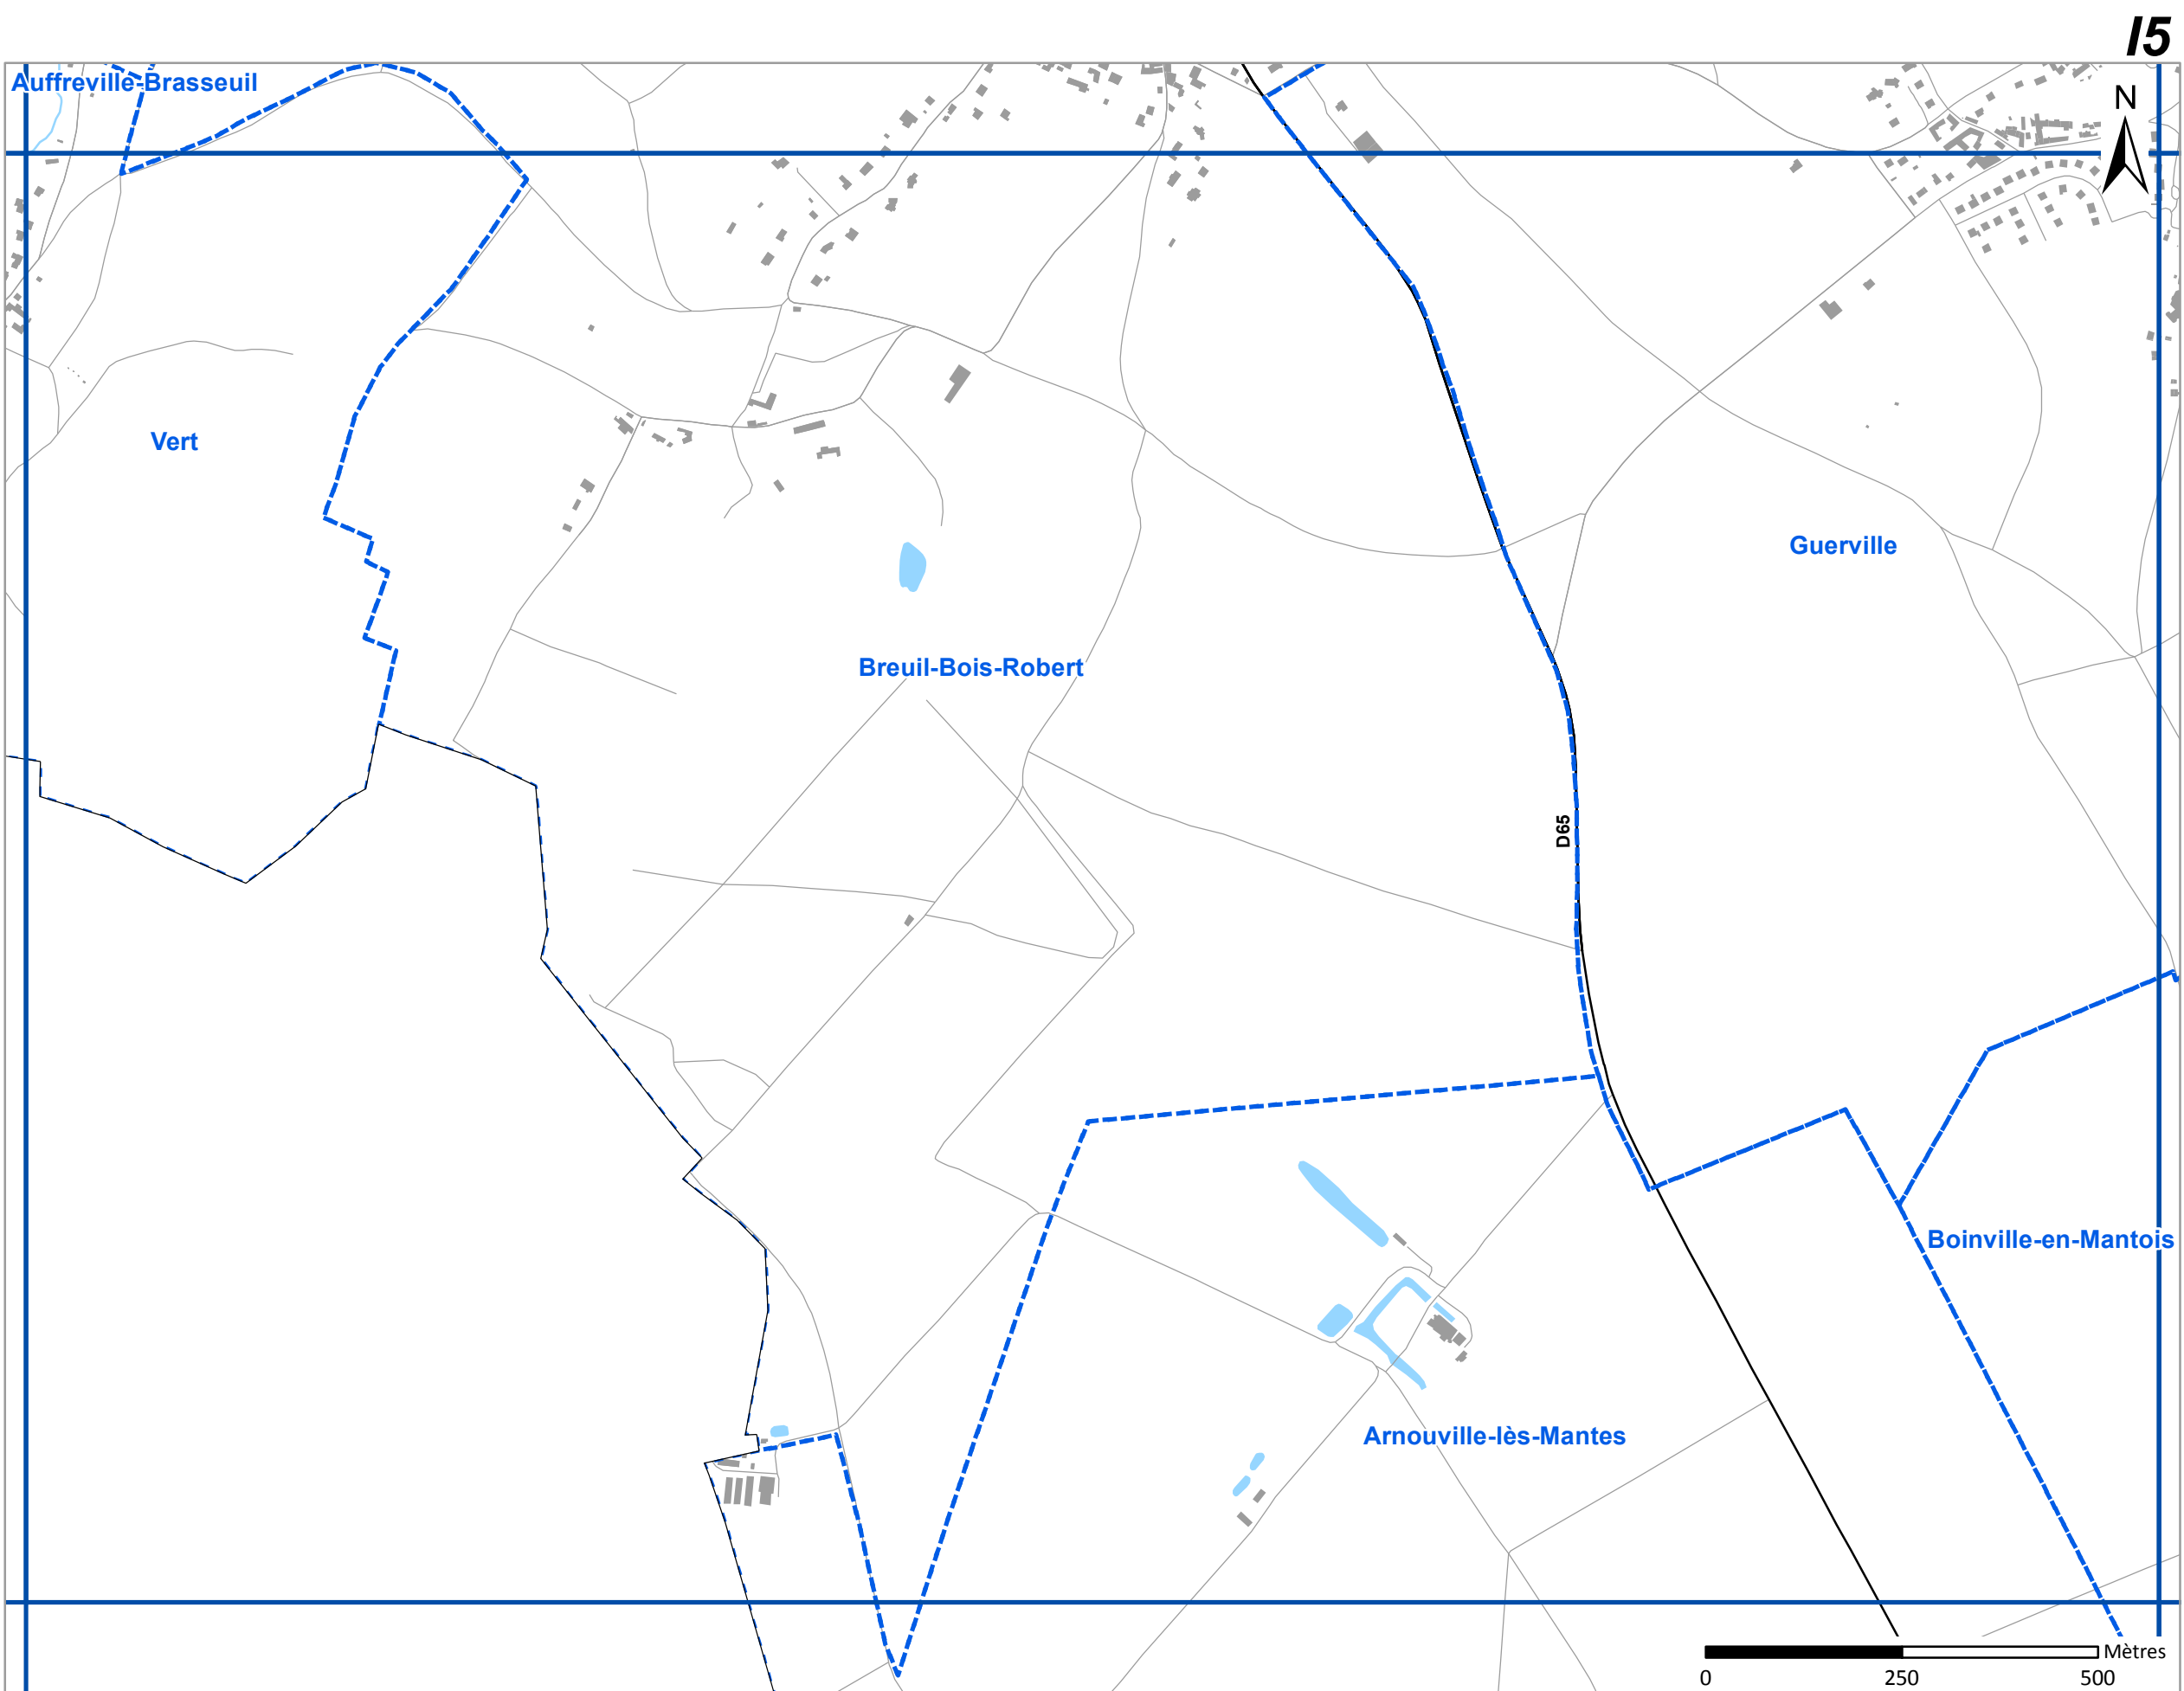 I5
Auffreville-Brasseuil
N
Vert
Guerville
Breuil-Bois-Robert
D65
Boinville-en-Mantois
Arnouville-lès-Mantes
Mètres
0 250 500